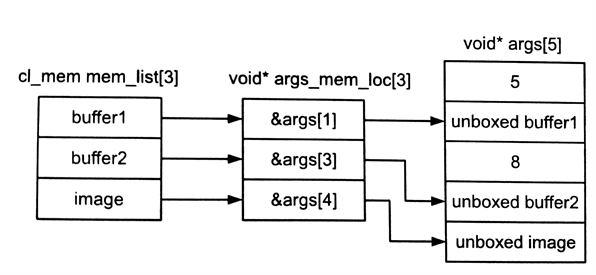 void* args[5]
cl_mem mem_list[3]
void* args_mem_loc[3]
5
buffer1
&args[1]
unboxed buffer1
buffer2
&args[3]
8
image
&args[4]
unboxed buffer2
unboxed image